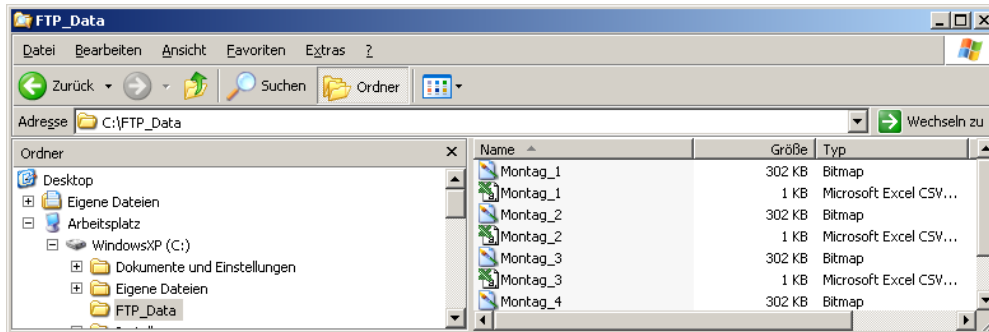 FTP_Data
Datei Bearbeiten Ansicht Favoriten Extras ?
Zurück Suchen Ordner
Adresse C:\FTP_Data Wechseln zu
Ordner
Desktop
Eigene Dateien
Arbeitsplatz
WindowsXP (C:)
Dokumente und Einstellungen
Eigene Dateien
FTP_Data
Name Größe Typ
Montag_1 302 KB Bitmap
Montag_1 1 KB Microsoft Excel CSV...
Montag_2 302 KB Bitmap
Montag_2 1 KB Microsoft Excel CSV...
Montag_3 302 KB Bitmap
Montag_3 1 KB Microsoft Excel CSV...
Montag_4 302 KB Bitmap